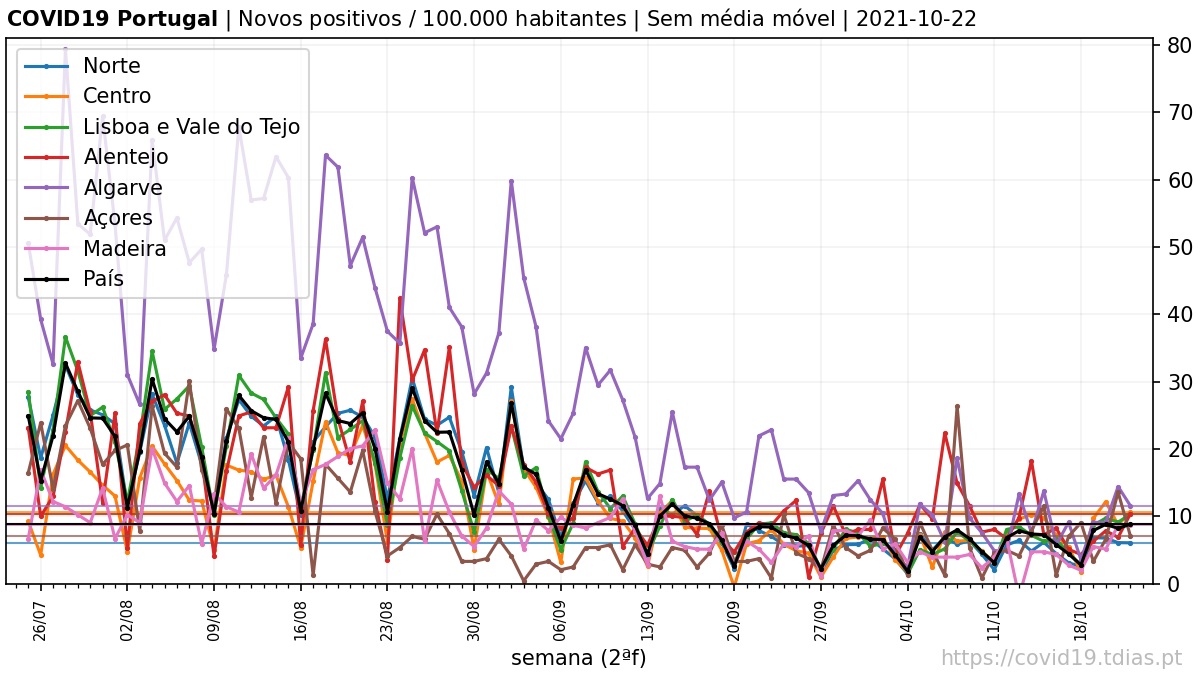 COVID19 Portugal | Novos positivos / 100.000 habitantes | Sem média móvel | 2021-10-22
Norte
Centro
Lisboa e Vale do Tejo
Alentejo
Algarve
Açores
Madeira
País
80
70
60
50
40
30
20
10
0
26/07
02/08
09/08
16/08
23/08
30/08
06/09
13/09
20/09
27/09
04/10
11/10
18/10
semana (2ªf)
https://covid19.tdias.pt